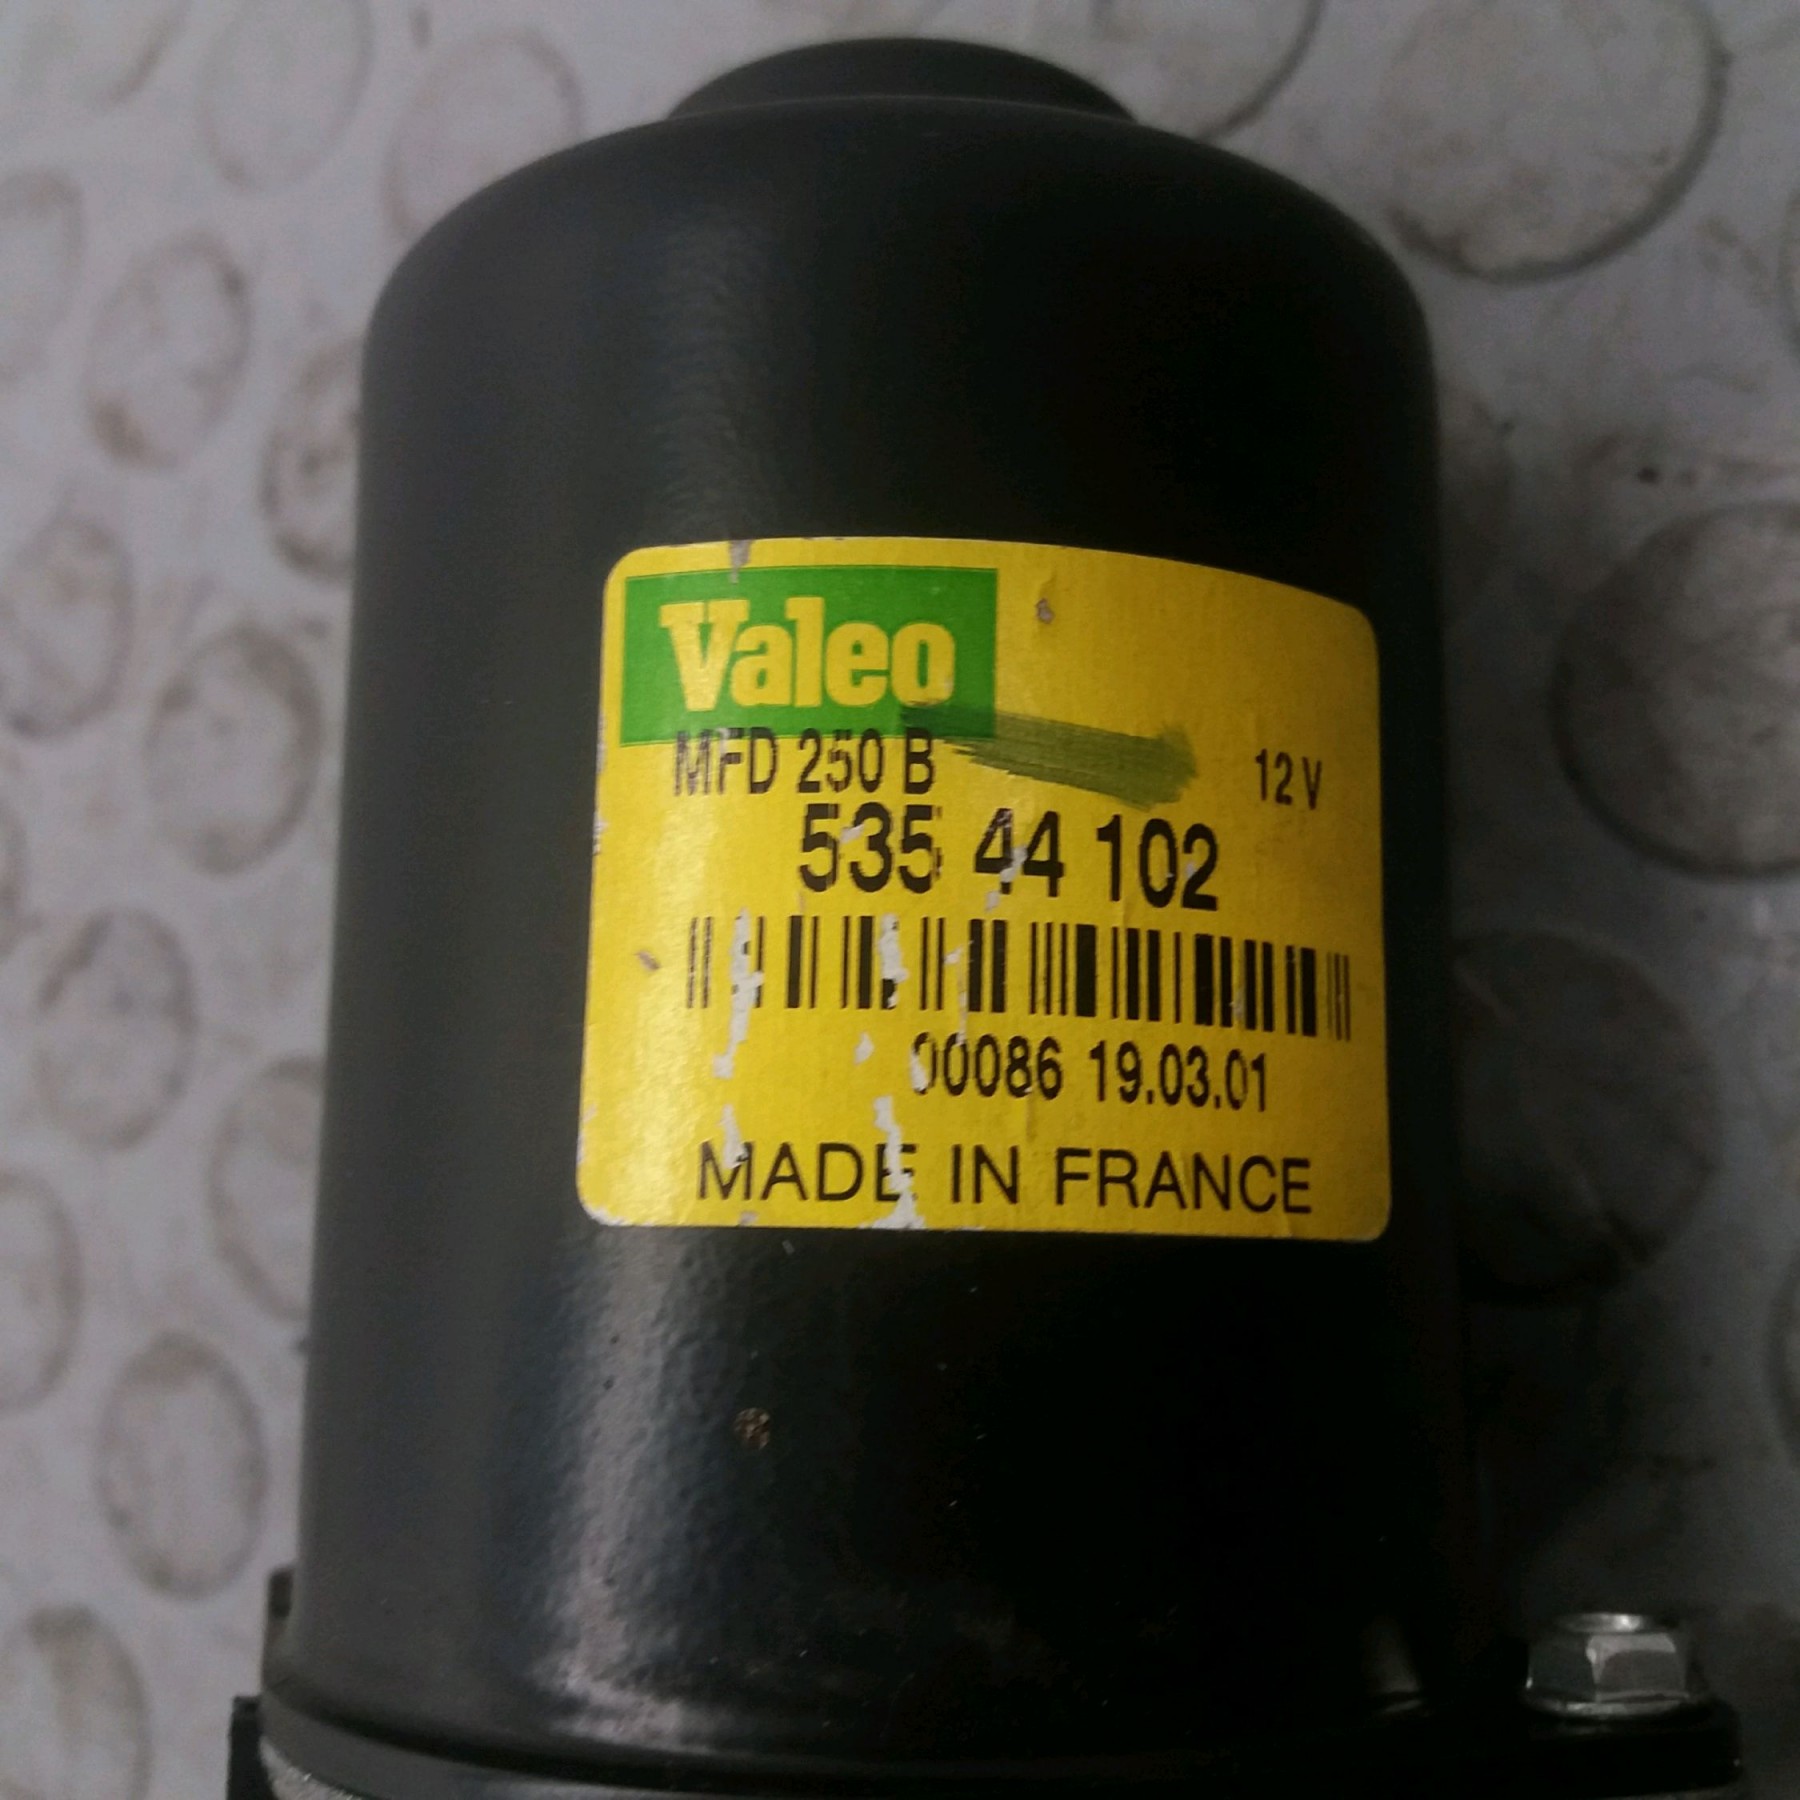 Valeo
MFD 250 B 12 V
535 44 102
00086 19.03.01
MADE IN FRANCE